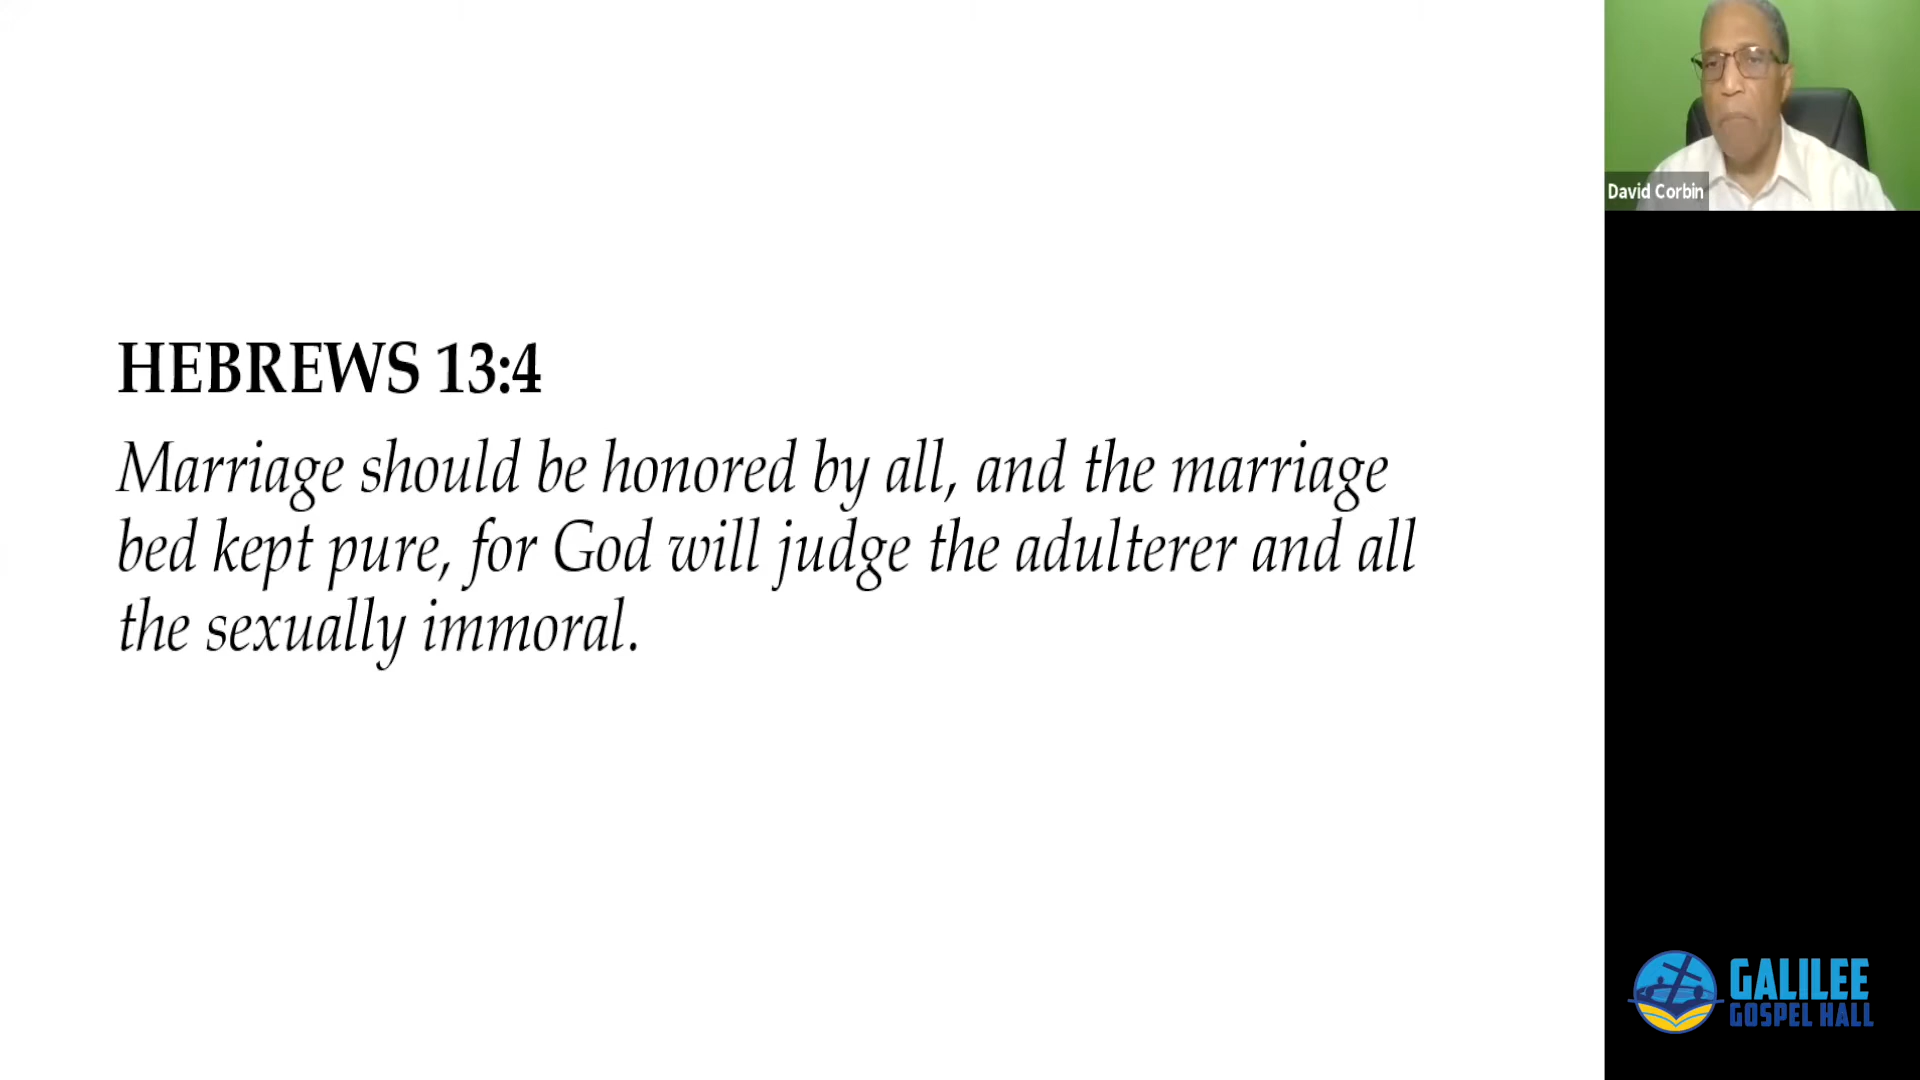 HEBREWS 13:4
Marriage should be honored by all, and the marriage
bed kept pure, for God will judge the adulterer and all
the sexually immoral.
David Corbin
GALILEE
GOSPEL HALL